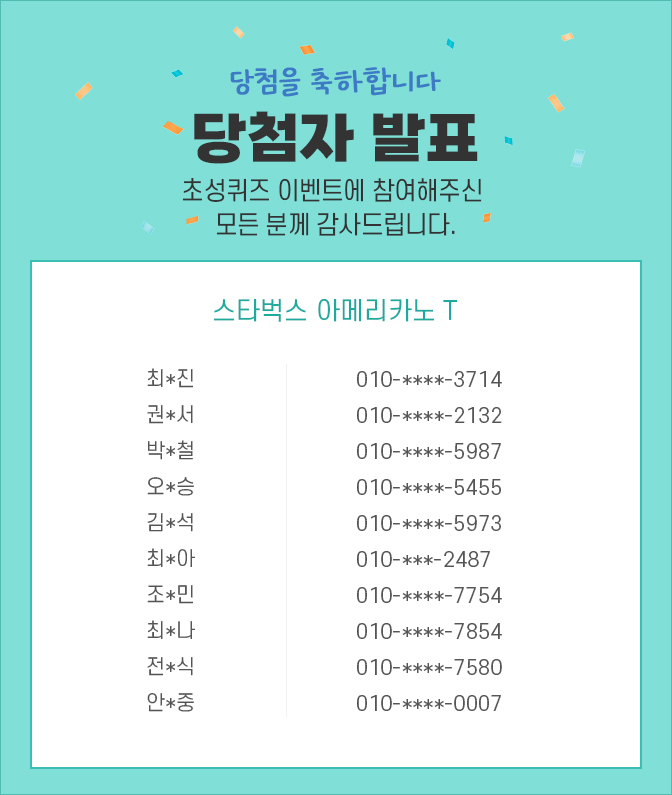 당첨을 축하합니다
당첨자 발표
초성퀴즈 이벤트에 참여해주신
모든 분께 감사드립니다.
스타벅스 아메리카노 T
최*진 010-****-3714
권*서 010-****-2132
박*철 010-****-5987
오*승 010-****-5455
김*석 010-****-5973
최*아 010-***-2487
조*민 010-****-7754
최*나 010-****-7854
전*식 010-****-7580
안*중 010-****-0007